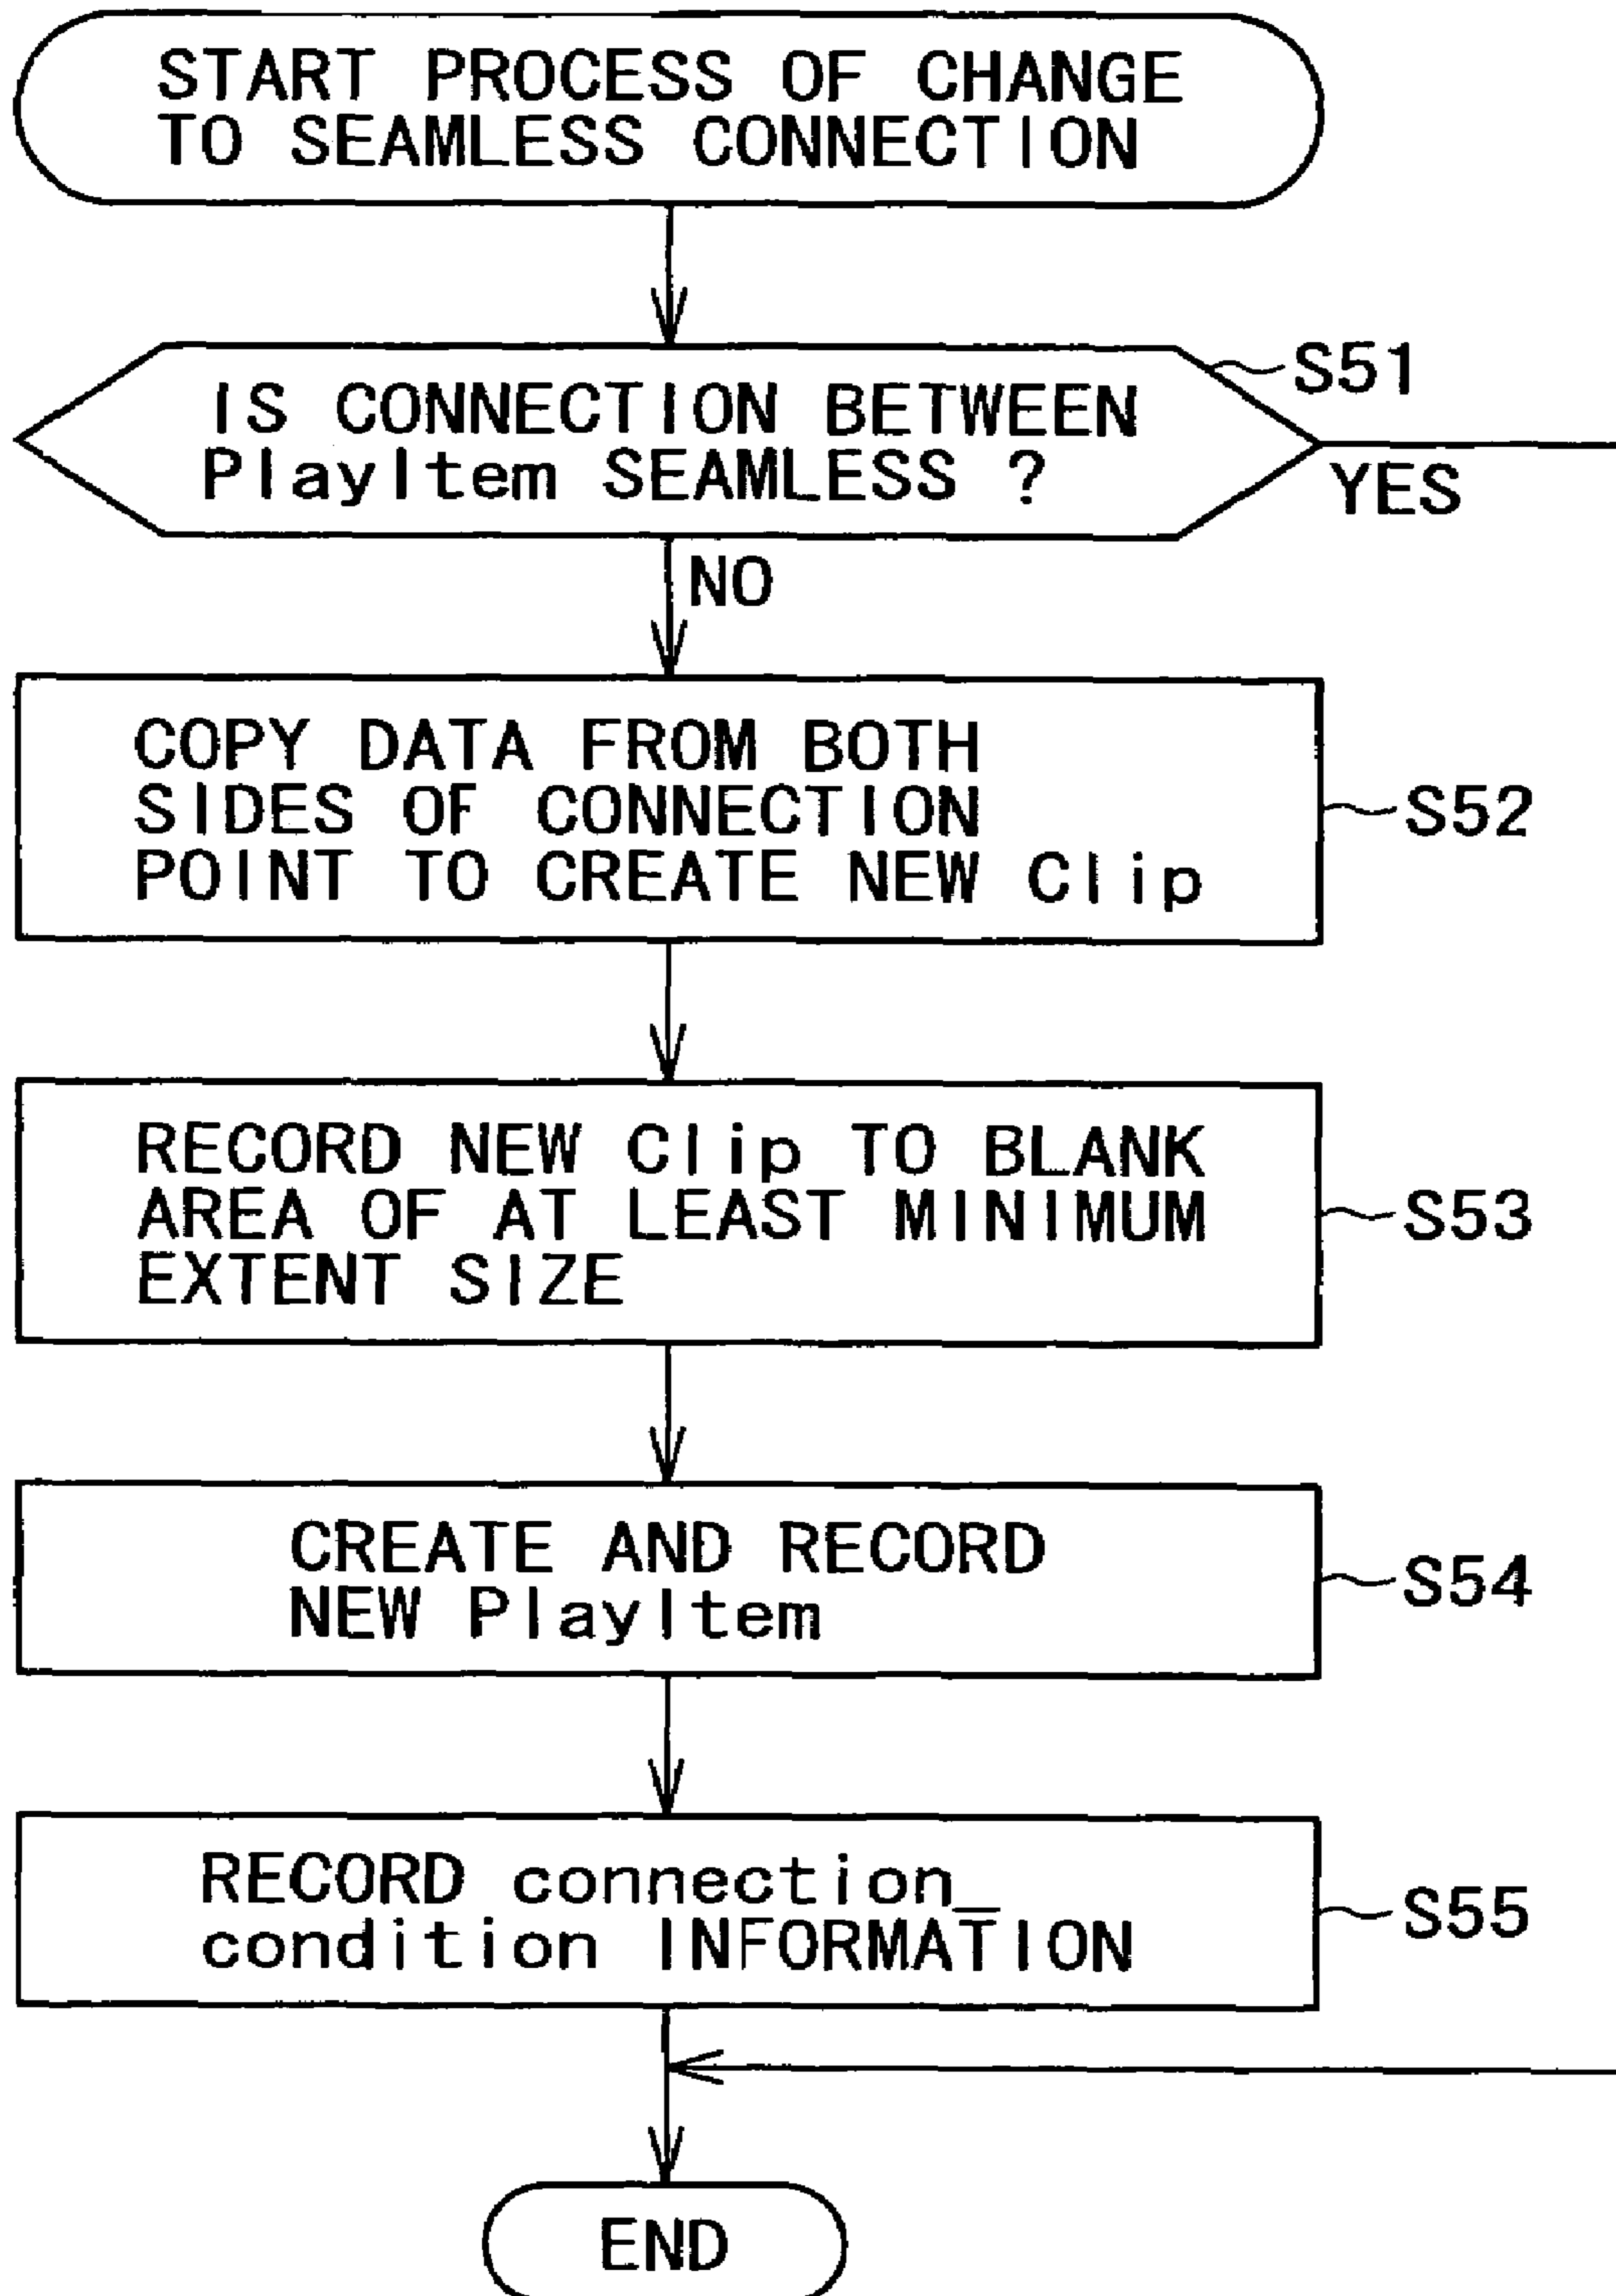 START PROCESS OF CHANGE
TO SEAMLESS CONNECTION
S51
IS CONNECTION BETWEEN
PlayItem SEAMLESS ?
YES
NO
COPY DATA FROM BOTH
SIDES OF CONNECTION
POINT TO CREATE NEW Clip
S52
RECORD NEW Clip TO BLANK
AREA OF AT LEAST MINIMUM
EXTENT SIZE
S53
CREATE AND RECORD
NEW PlayItem
S54
RECORD connection_
condition INFORMATION
S55
END